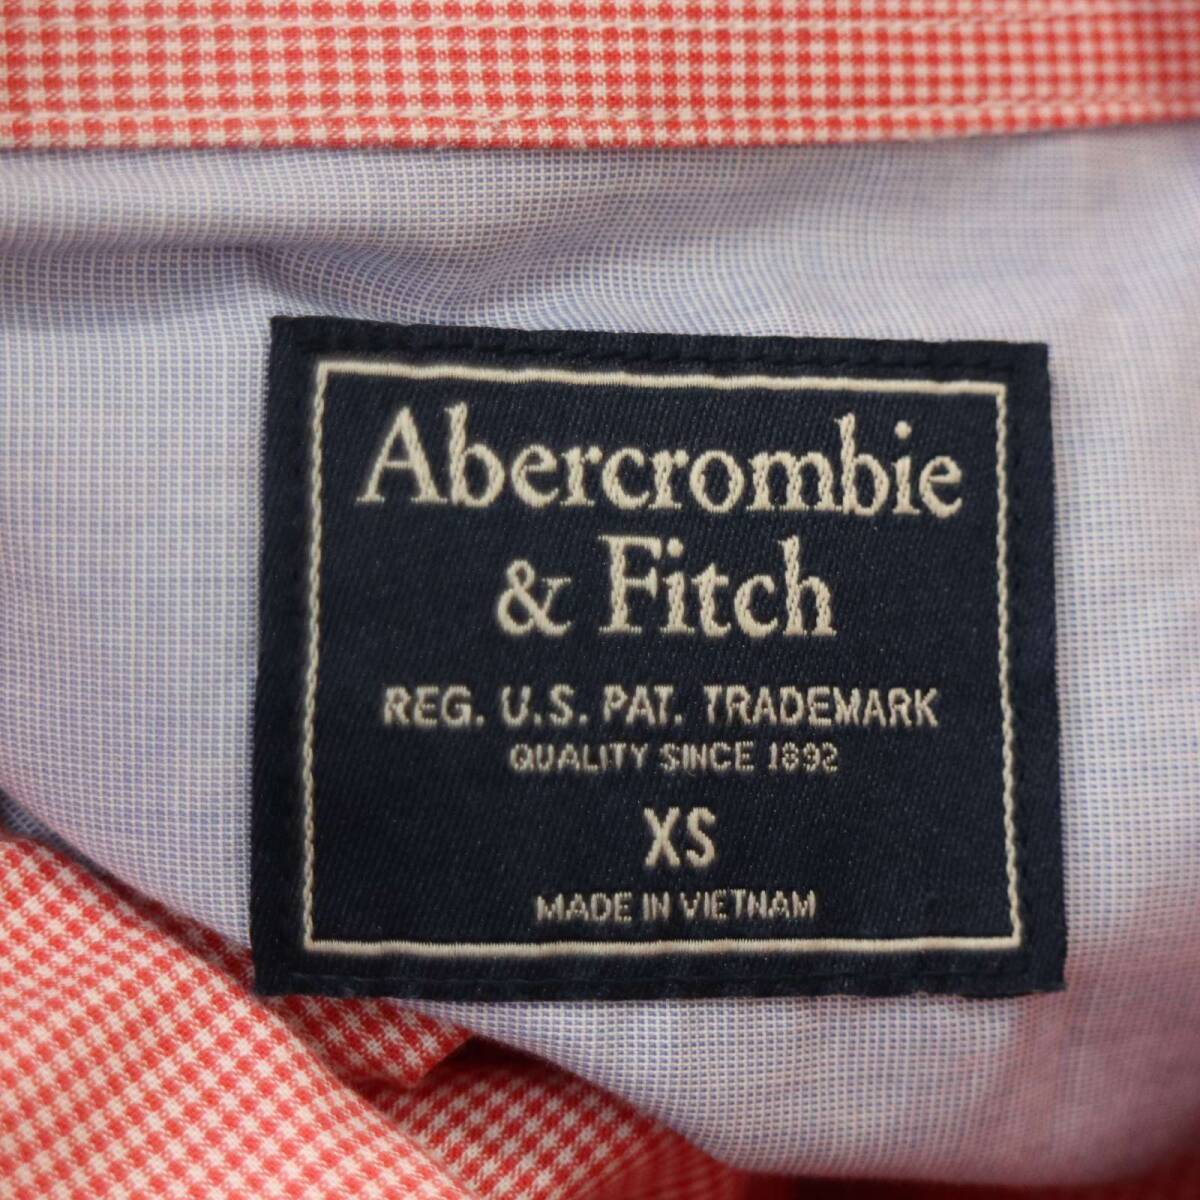 Abercrombie
& Fitch
REG. U.S. PAT. TRADEMARK
QUALITY SINCE 1892
XS
MADE IN VIETNAM